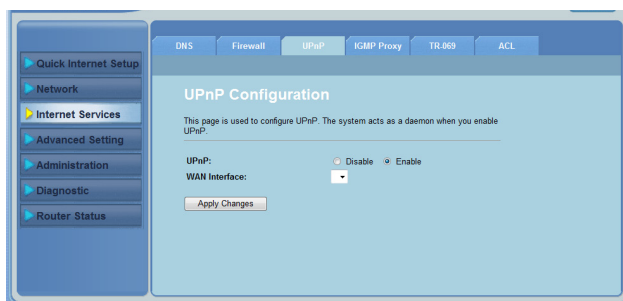 DNS Firewall UPnP IGMP Proxy TR-069 ACL
Quick Internet Setup
Network
Internet Services
Advanced Setting
Administration
Diagnostic
Router Status
UPnP Configuration
This page is used to configure UPnP. The system acts as a daemon when you enable
UPnP.
UPnP: Disable Enable
WAN Interface:
Apply Changes